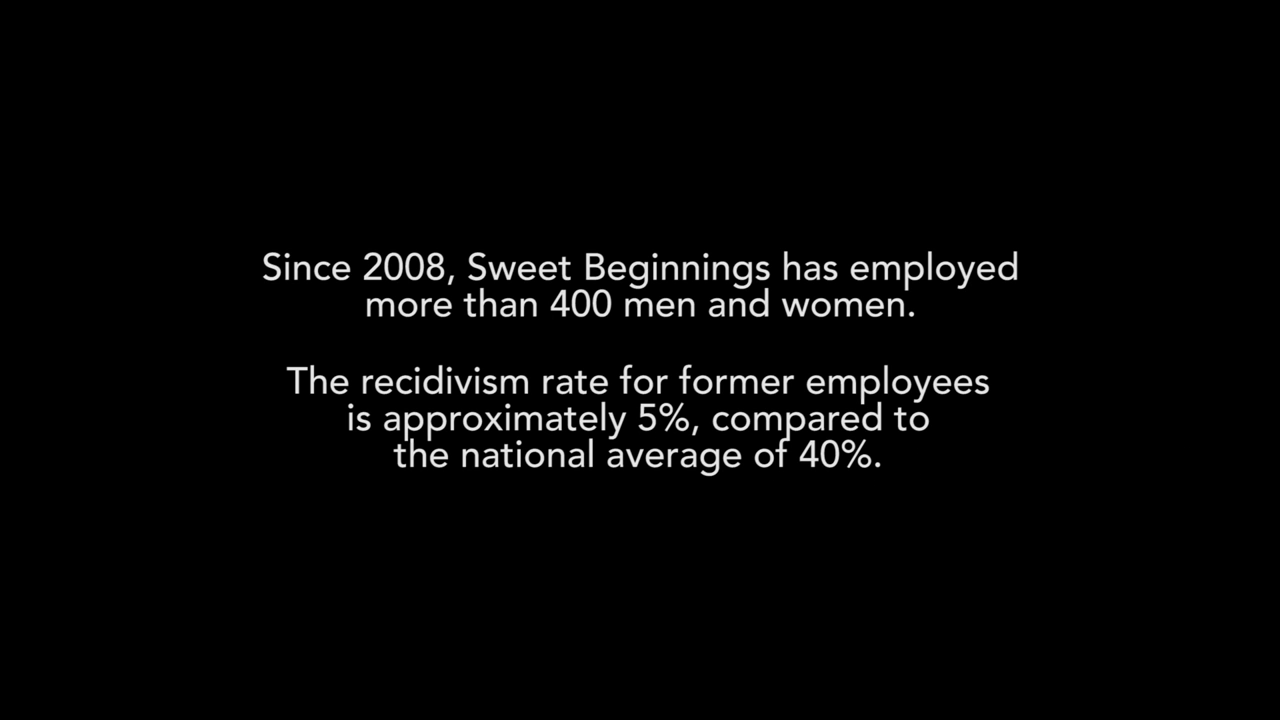 Since 2008, Sweet Beginnings has employed
more than 400 men and women.
The recidivism rate for former employees
is approximately 5%, compared to
the national average of 40%.